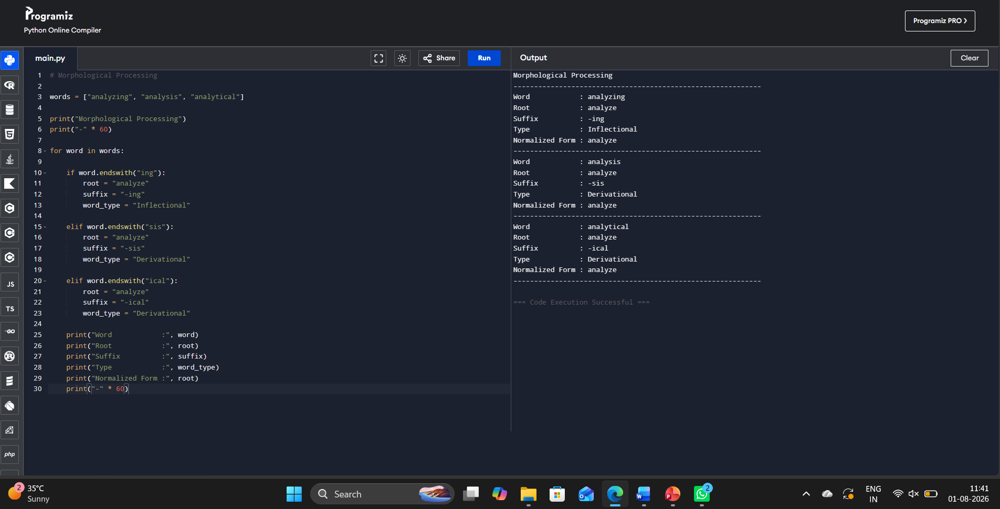 Programiz
Python Online Compiler
Programiz PRO >
main.py
Share
Run
Output
Clear
1 # Morphological Processing
2
3 words = ["analyzing", "analysis", "analytical"]
4
5 print("Morphological Processing")
6 print("-" * 60)
7
8 for word in words:
9
10     if word.endswith("ing"):
11         root = "analyze"
12         suffix = "-ing"
13         word_type = "Inflectional"
14
15     elif word.endswith("sis"):
16         root = "analyze"
17         suffix = "-sis"
18         word_type = "Derivational"
19
20     elif word.endswith("ical"):
21         root = "analyze"
22         suffix = "-ical"
23         word_type = "Derivational"
24
25     print("Word            :", word)
26     print("Root            :", root)
27     print("Suffix          :", suffix)
28     print("Type            :", word_type)
29     print("Normalized Form :", root)
30     print("-" * 60)
Morphological Processing
------------------------------------------------------------
Word            : analyzing
Root            : analyze
Suffix          : -ing
Type            : Inflectional
Normalized Form : analyze
------------------------------------------------------------
Word            : analysis
Root            : analyze
Suffix          : -sis
Type            : Derivational
Normalized Form : analyze
------------------------------------------------------------
Word            : analytical
Root            : analyze
Suffix          : -ical
Type            : Derivational
Normalized Form : analyze
------------------------------------------------------------
=== Code Execution Successful ===
JS
TS
GO
php
2
35°C
Sunny
Search
2
ENG
IN
11:41
01-08-2026